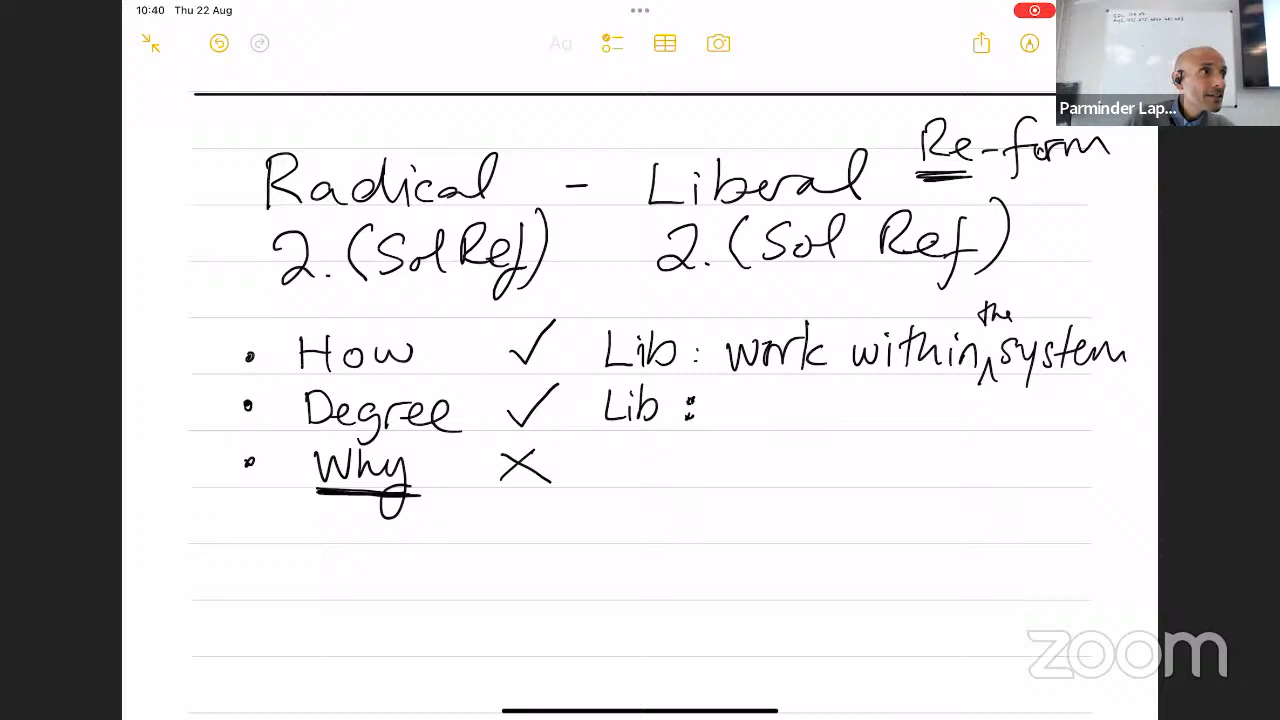 10:40 Thu 22 Aug
Aa
Parminder Lap...
Re-form
Radical - Liberal
2. (Sol Ref) 2. (Sol Ref)
the
• How ✓ Lib: work within ^ system
• Degree ✓ Lib :
• Why ✗
zoom